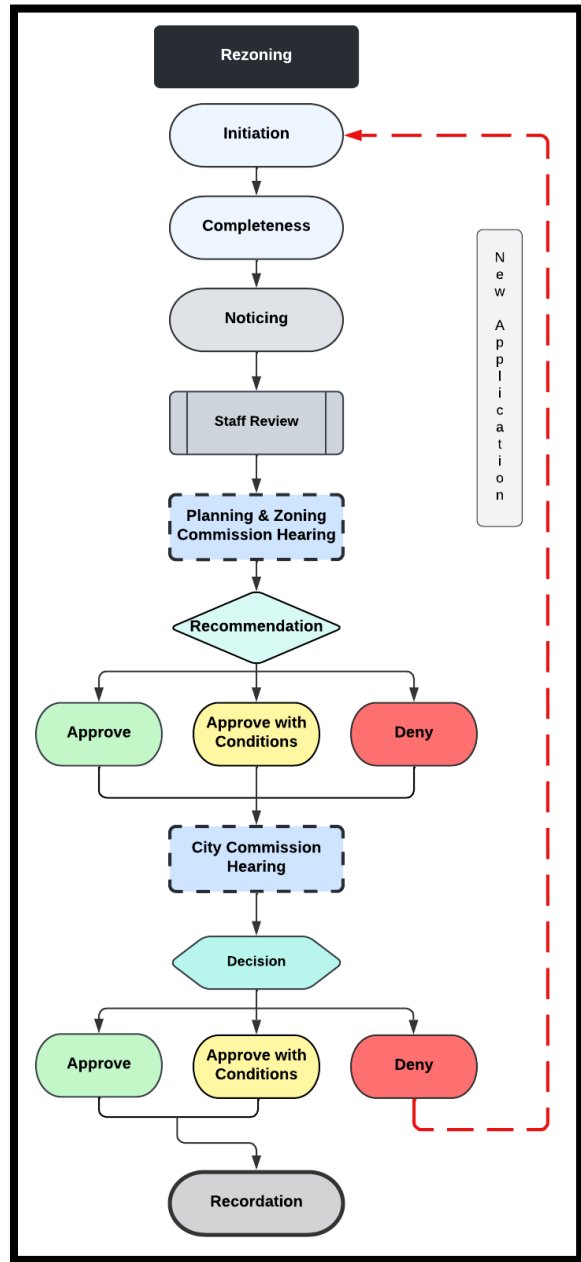 Rezoning
Initiation
Completeness
New Application
Noticing
Staff Review
Planning & Zoning
Commission Hearing
Recommendation
Approve
Approve with
Conditions
Deny
City Commission
Hearing
Decision
Approve
Approve with
Conditions
Deny
Recordation